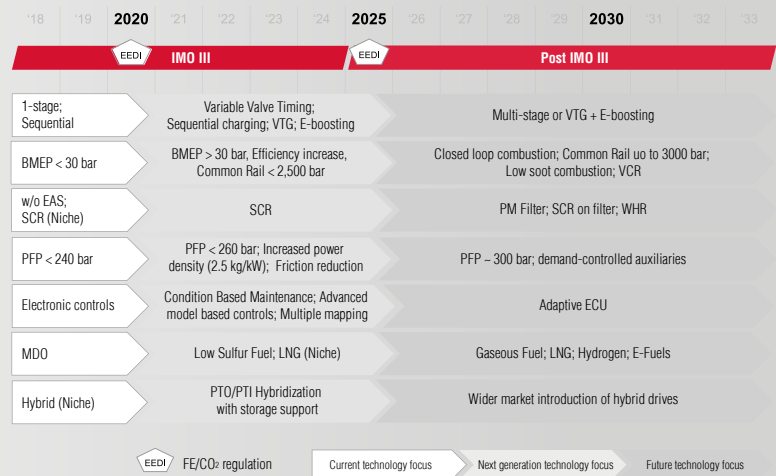 '18 '19 2020 '21 '22 '23 '24 2025 '26 '27 '28 '29 2030 '31 '32 '33
EEDI IMO III EEDI Post IMO III
1-stage;
Sequential
Variable Valve Timing;
Sequential charging; VTG; E-boosting
Multi-stage or VTG + E-boosting
BMEP < 30 bar
BMEP > 30 bar, Efficiency increase,
Common Rail < 2,500 bar
Closed loop combustion; Common Rail uo to 3000 bar;
Low soot combustion; VCR
w/o EAS;
SCR (Niche)
SCR
PM Filter; SCR on filter; WHR
PFP < 240 bar
PFP < 260 bar; Increased power
density (2.5 kg/kW); Friction reduction
PFP ~ 300 bar; demand-controlled auxiliaries
Electronic controls
Condition Based Maintenance; Advanced
model based controls; Multiple mapping
Adaptive ECU
MDO
Low Sulfur Fuel; LNG (Niche)
Gaseous Fuel; LNG; Hydrogen; E-Fuels
Hybrid (Niche)
PTO/PTI Hybridization
with storage support
Wider market introduction of hybrid drives
EEDI FE/CO2 regulation
Current technology focus
Next generation technology focus
Future technology focus